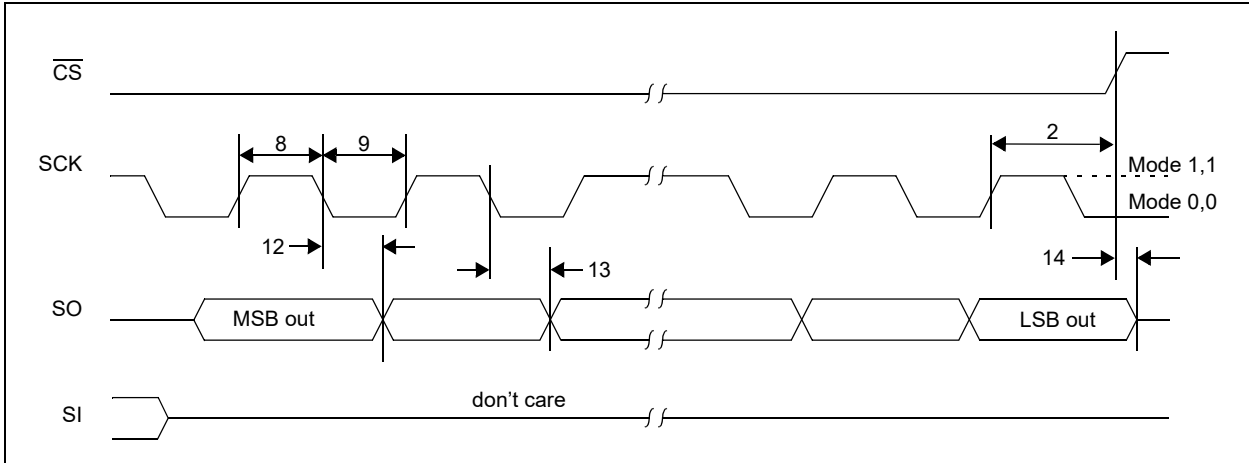 CS
SCK
8
9
2
Mode 1,1
Mode 0,0
12
13
14
SO
MSB out
LSB out
SI
don't care